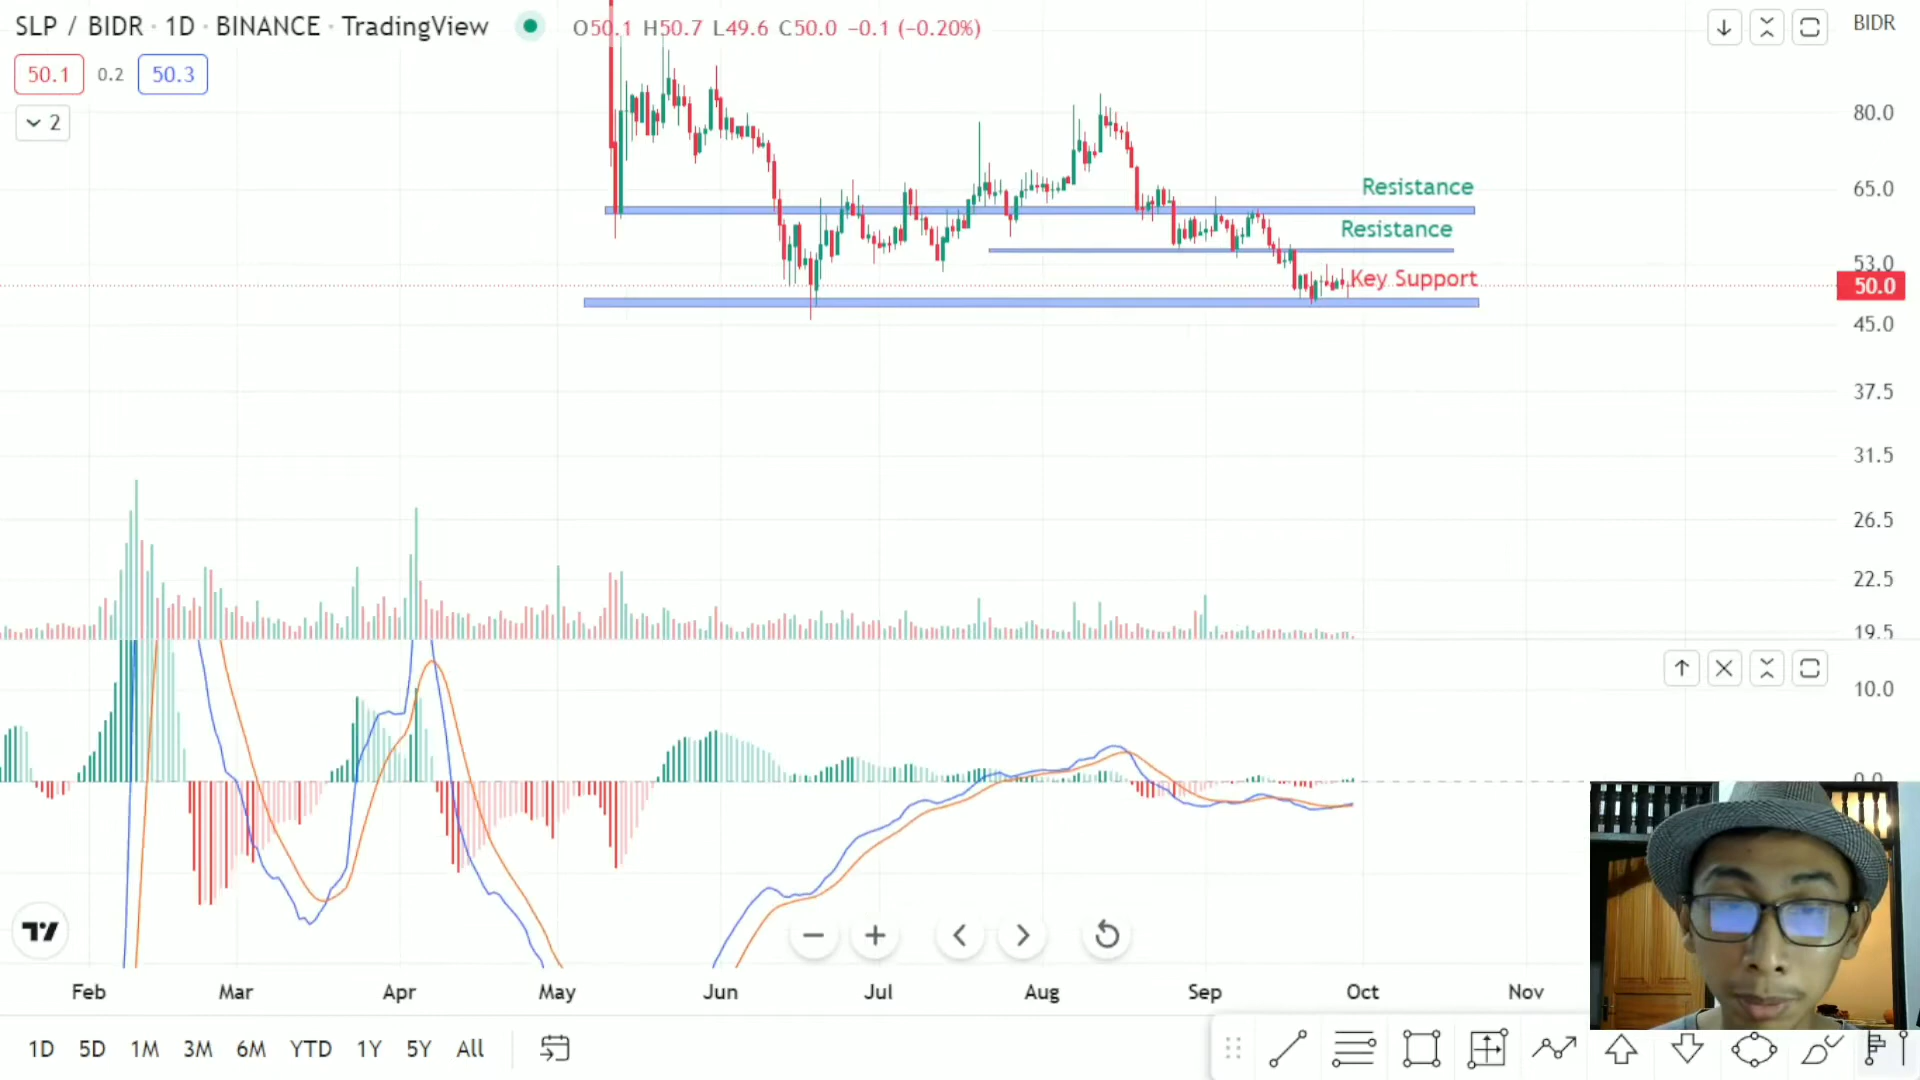 SLP / BIDR · 1D · BINANCE · TradingView
O50.1 H50.7 L49.6 C50.0 −0.1 (−0.20%)
BIDR
50.1 0.2 50.3
2
80.0
Resistance
65.0
Resistance
53.0
Key Support
50.0
45.0
37.5
31.5
26.5
22.5
19.5
10.0
0.0
Feb Mar Apr May Jun Jul Aug Sep Oct Nov
1D 5D 1M 3M 6M YTD 1Y 5Y All